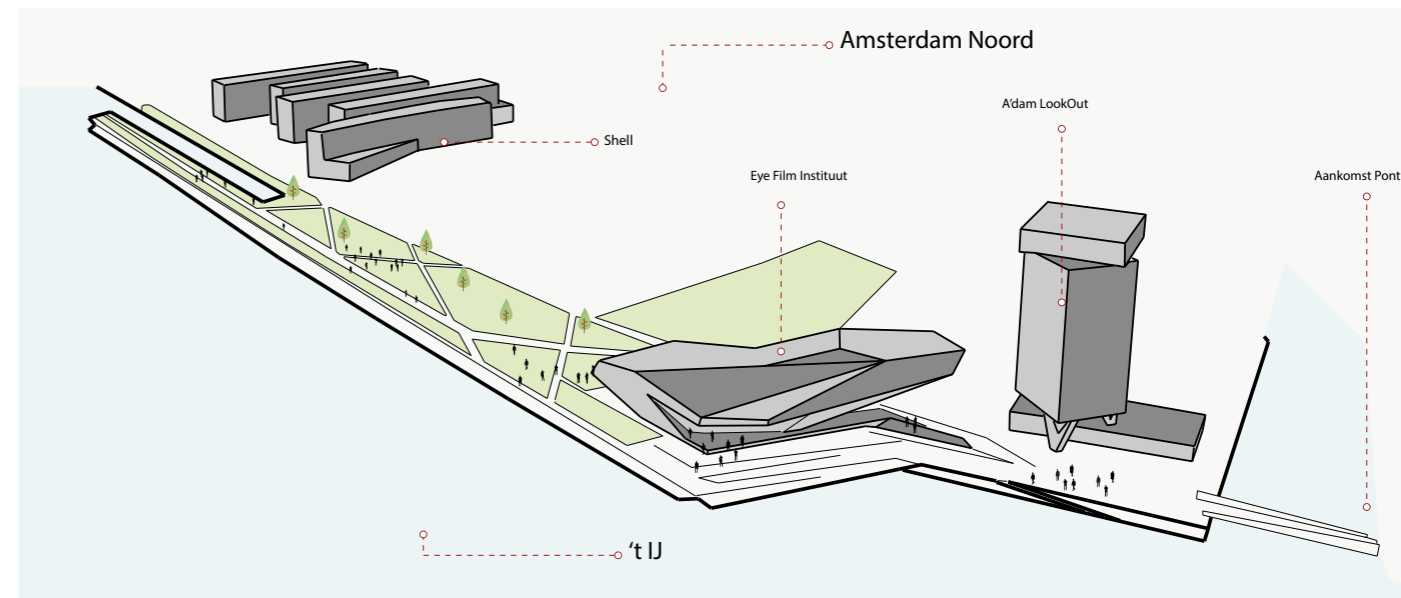 Amsterdam Noord
A'dam LookOut
Shell
Eye Film Instituut
Aankomst Pont
‘t IJ